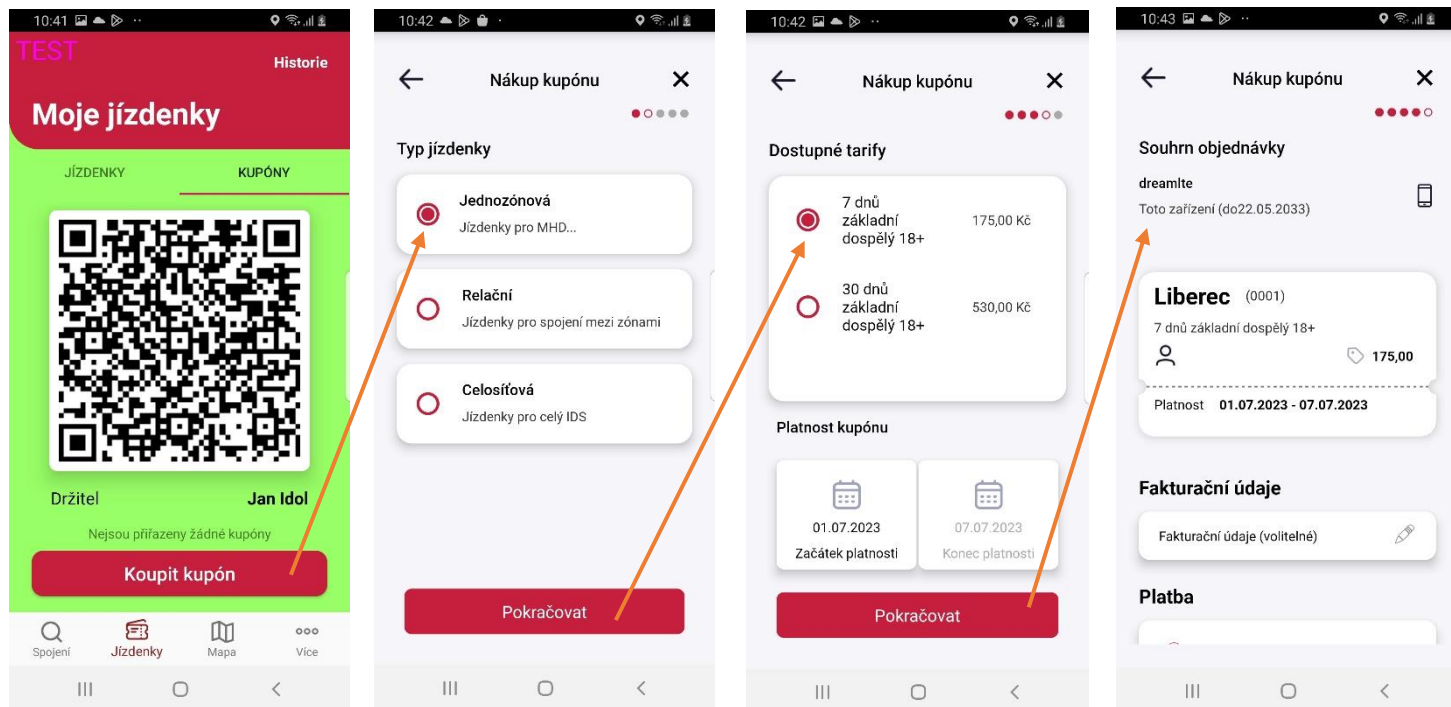 10:41
TEST
Historie
Moje jízdenky
JÍZDENKY
KUPÓNY
Držitel
Jan Idol
Nejsou přiřazeny žádné kupóny
Koupit kupón
Spojení
Jízdenky
Mapa
Více
10:42
Nákup kupónu
Typ jízdenky
Jednozónová
Jízdenky pro MHD...
Relační
Jízdenky pro spojení mezi zónami
Celosíťová
Jízdenky pro celý IDS
Pokračovat
10:42
Nákup kupónu
Dostupné tarify
7 dnů
základní
dospělý 18+
175,00 Kč
30 dnů
základní
dospělý 18+
530,00 Kč
Platnost kupónu
01.07.2023
Začátek platnosti
07.07.2023
Konec platnosti
Pokračovat
10:43
Nákup kupónu
Souhrn objednávky
dreamlte
Toto zařízení (do22.05.2033)
Liberec (0001)
7 dnů základní dospělý 18+
175,00
Platnost 01.07.2023 - 07.07.2023
Fakturační údaje
Fakturační údaje (volitelné)
Platba